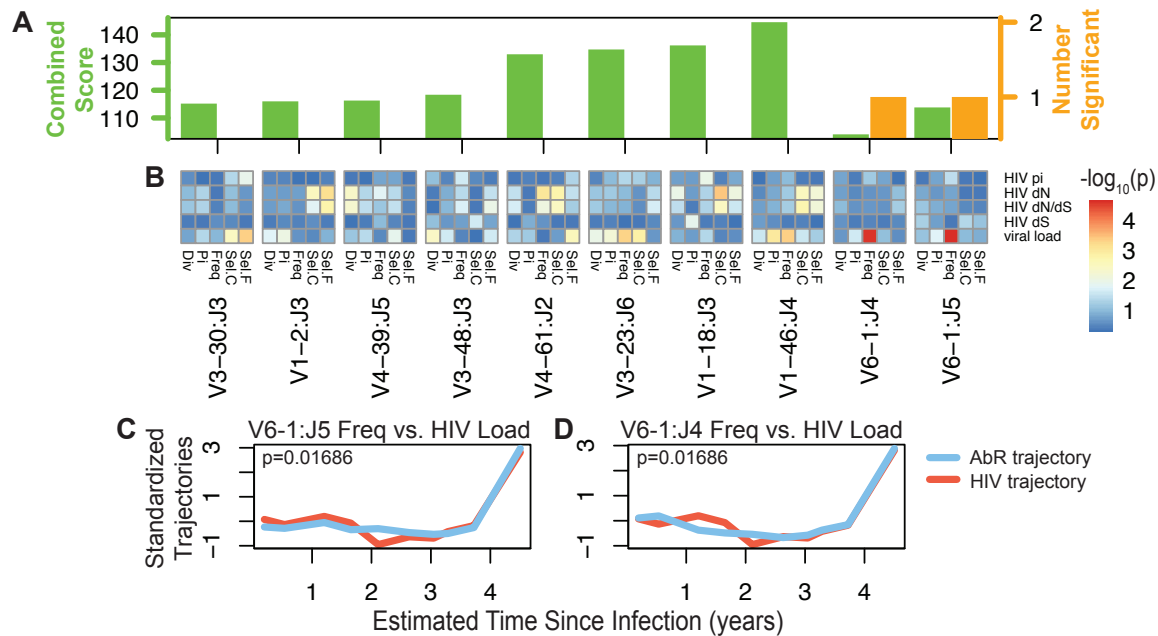 A
Combined
Score
140
130
120
110
2
1
Number
Significant
B
HIV pi
HIV dN
HIV dN/dS
HIV dS
viral load
-log10(p)
4
3
2
1
Div Pi Freq Sel.C Sel.F Div Pi Freq Sel.C Sel.F Div Pi Freq Sel.C Sel.F Div Pi Freq Sel.C Sel.F Div Pi Freq Sel.C Sel.F Div Pi Freq Sel.C Sel.F Div Pi Freq Sel.C Sel.F Div Pi Freq Sel.C Sel.F Div Pi Freq Sel.C Sel.F Div Pi Freq Sel.C Sel.F
V3−30:J3 V1−2:J3 V4−39:J5 V3−48:J3 V4−61:J2 V3−23:J6 V1−18:J3 V1−46:J4 V6−1:J4 V6−1:J5
C
V6-1:J5 Freq vs. HIV Load
p=0.01686
Standardized
Trajectories
3
1
−1
1 2 3 4
D
V6-1:J4 Freq vs. HIV Load
p=0.01686
3
1
−1
1 2 3 4
AbR trajectory
HIV trajectory
Estimated Time Since Infection (years)